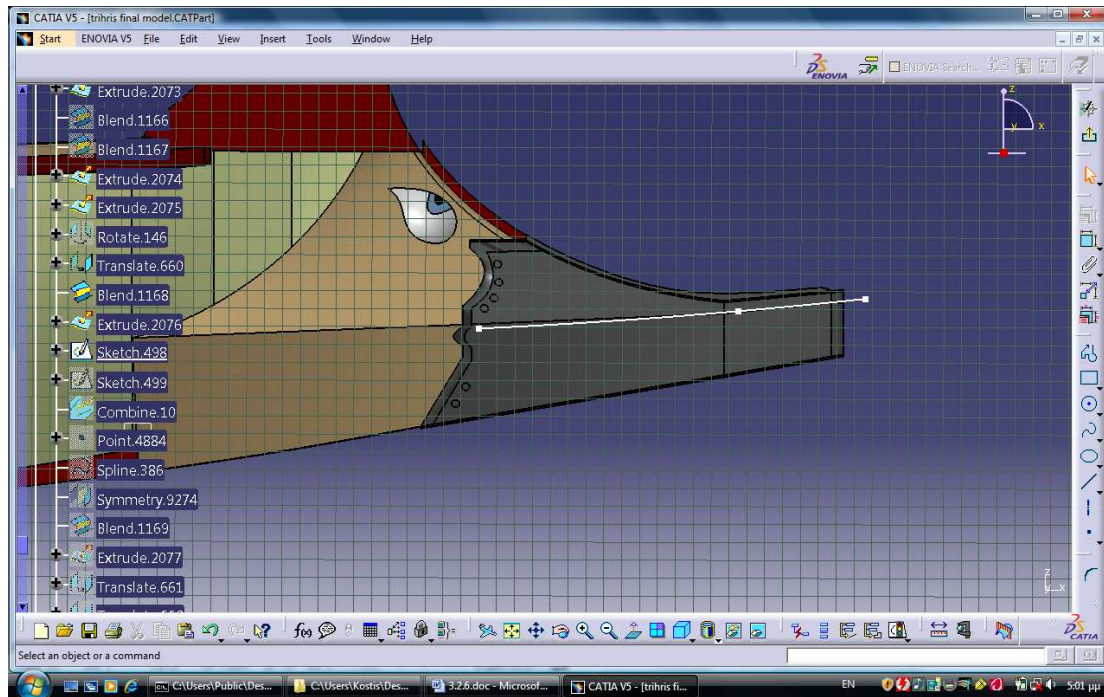 CATIA V5 - [trihris final model.CATPart]
Start ENOVIA V5 File Edit View Insert Tools Window Help
ENOVIA
ENOVIA Search...
Extrude.2073
Blend.1166
Blend.1167
Extrude.2074
Extrude.2075
Rotate.146
Translate.660
Blend.1168
Extrude.2076
Sketch.498
Sketch.499
Combine.10
Point.4884
Spline.386
Symmetry.9274
Blend.1169
Extrude.2077
Translate.661
z
y x
z
y x
f(x)
CATIA
Select an object or a command
C:\Users\Public\Des...
C:\Users\Kostis\Des...
3.2.6.doc - Microsof...
CATIA V5 - [trihris fi...
EN
5:01 μμ